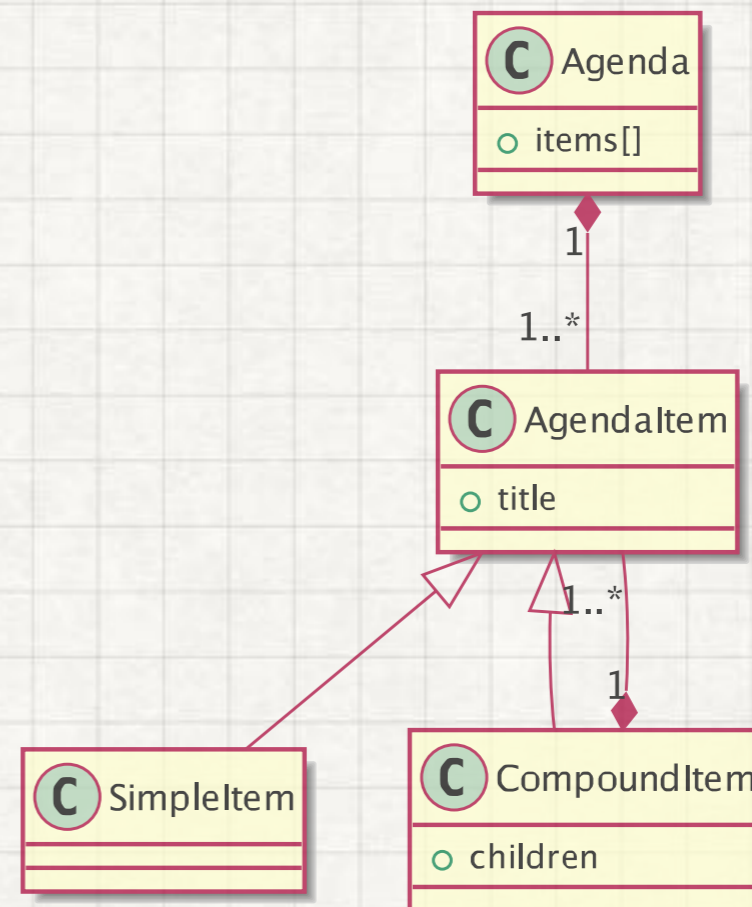 C Agenda
items[]
1
1..*
C AgendaItem
title
1..*
1
C SimpleItem
C CompoundItem
children